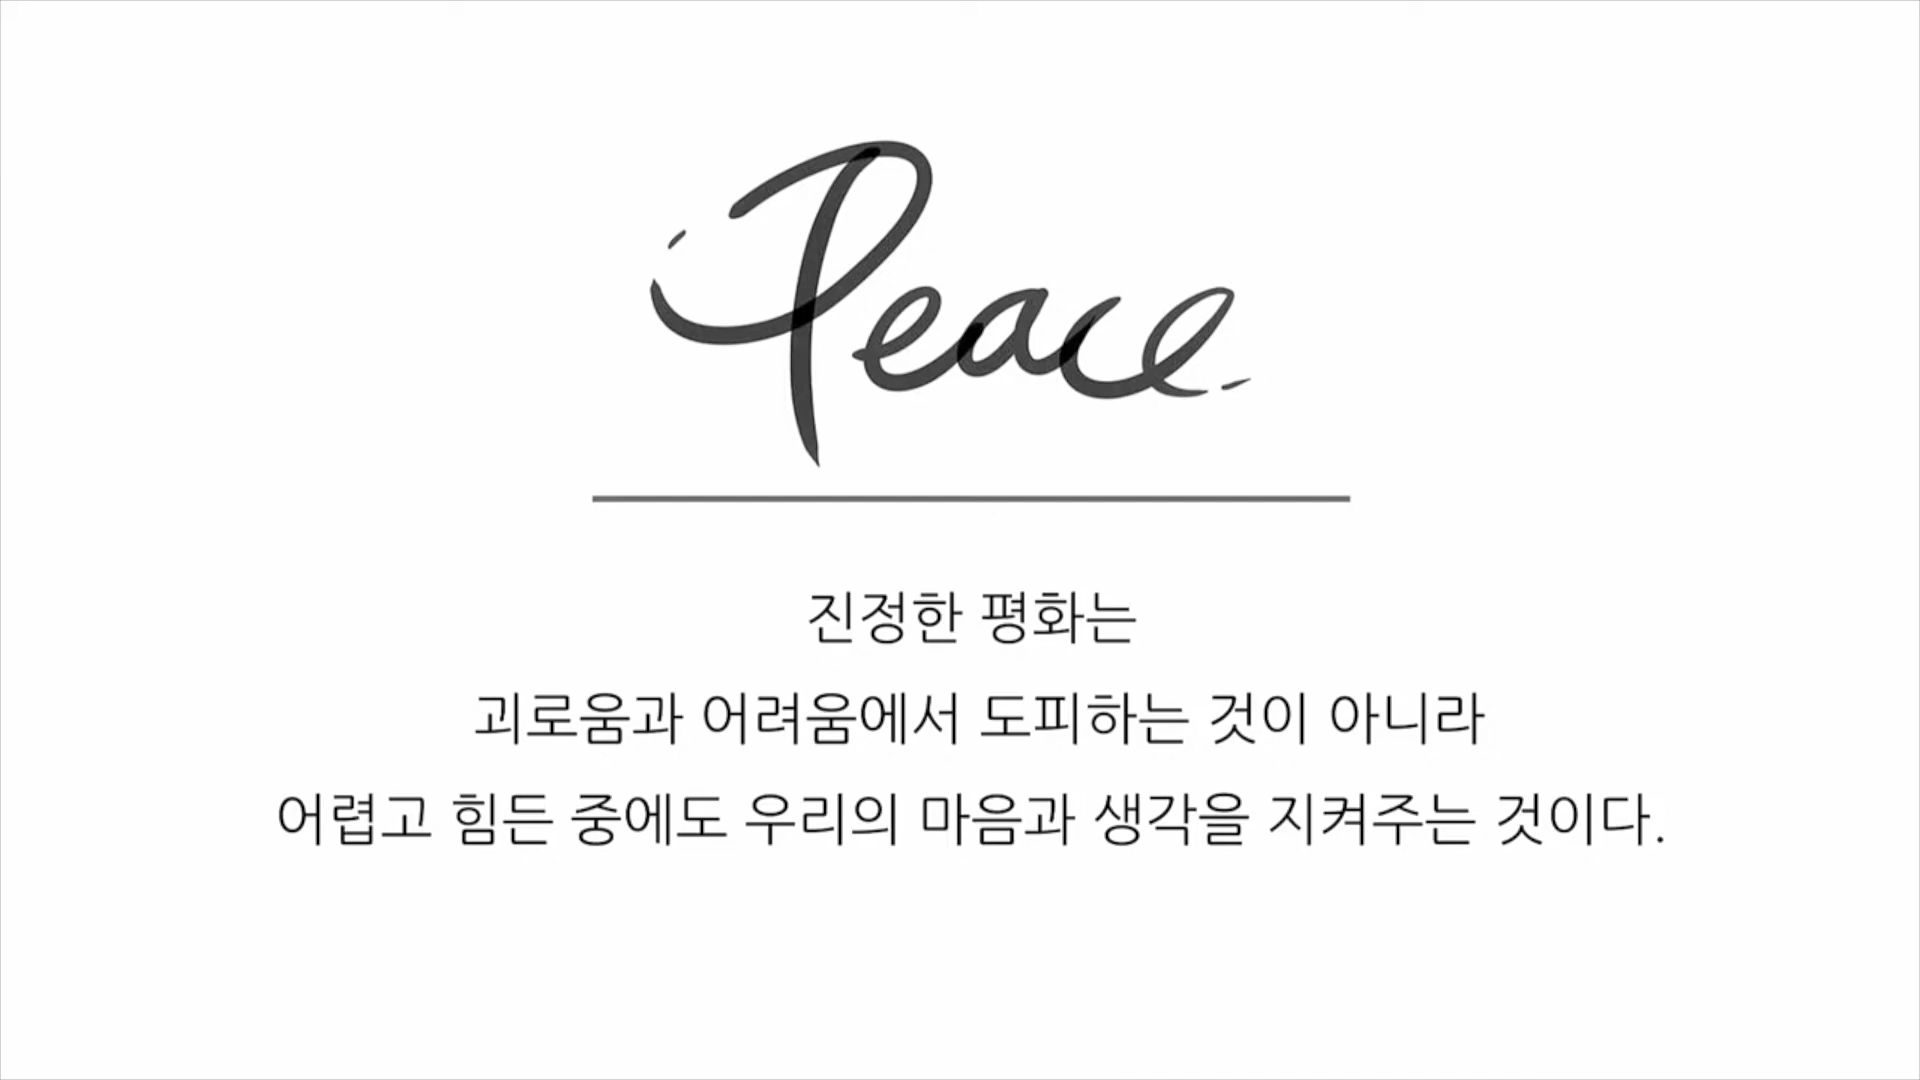 Peace
진정한 평화는
괴로움과 어려움에서 도피하는 것이 아니라
어렵고 힘든 중에도 우리의 마음과 생각을 지켜주는 것이다.